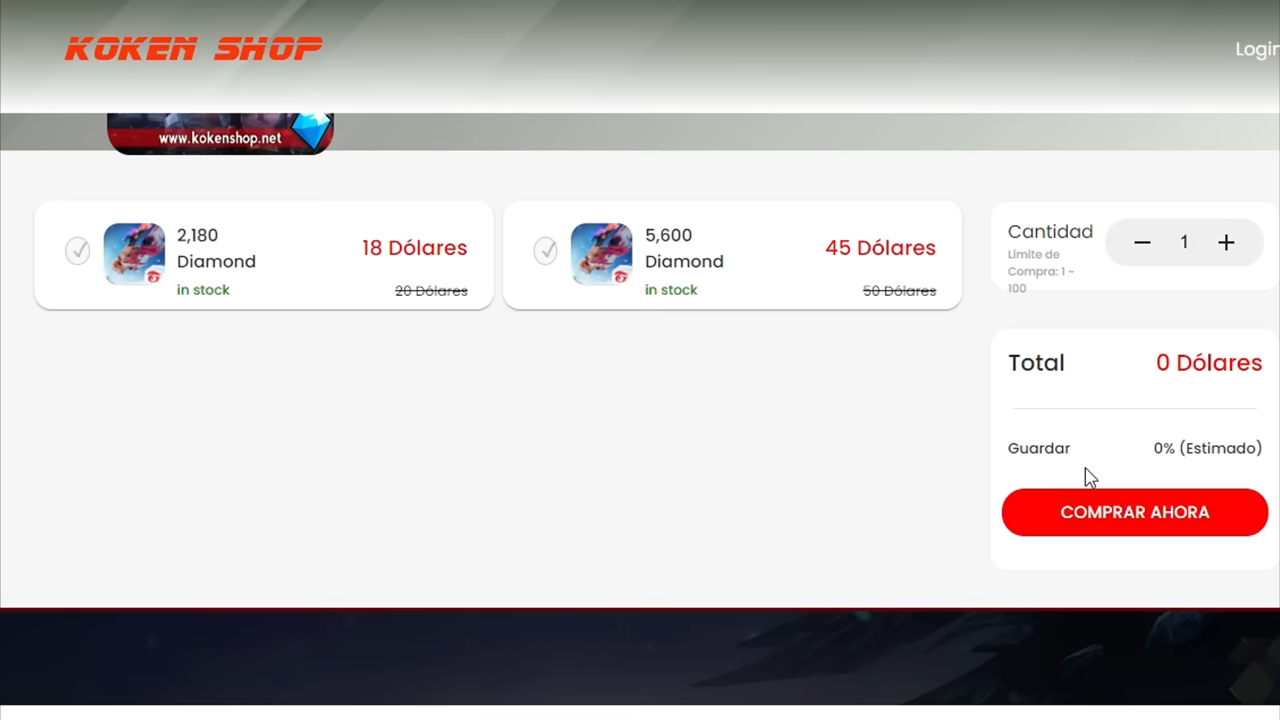 KOKEN SHOP
Login
www.kokenshop.net
2,180
Diamond
in stock
18 Dólares
20 Dólares
5,600
Diamond
in stock
45 Dólares
50 Dólares
Cantidad
Límite de
Compra: 1 ~
100
1
Total
0 Dólares
Guardar
0% (Estimado)
COMPRAR AHORA